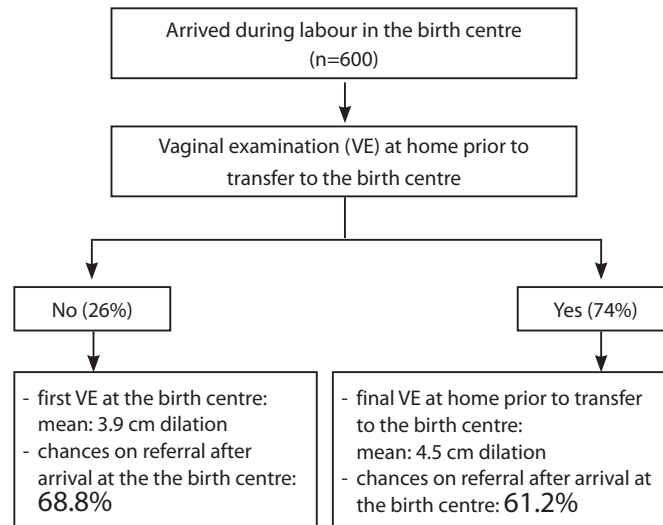 Arrived during labour in the birth centre
(n=600)
Vaginal examination (VE) at home prior to
transfer to the birth centre
No (26%)
Yes (74%)
- first VE at the birth centre:
mean: 3.9 cm dilation
- chances on referral after
arrival at the the birth centre:
68.8%
- final VE at home prior to transfer
to the birth centre:
mean: 4.5 cm dilation
- chances on referral after arrival at
the birth centre: 61.2%